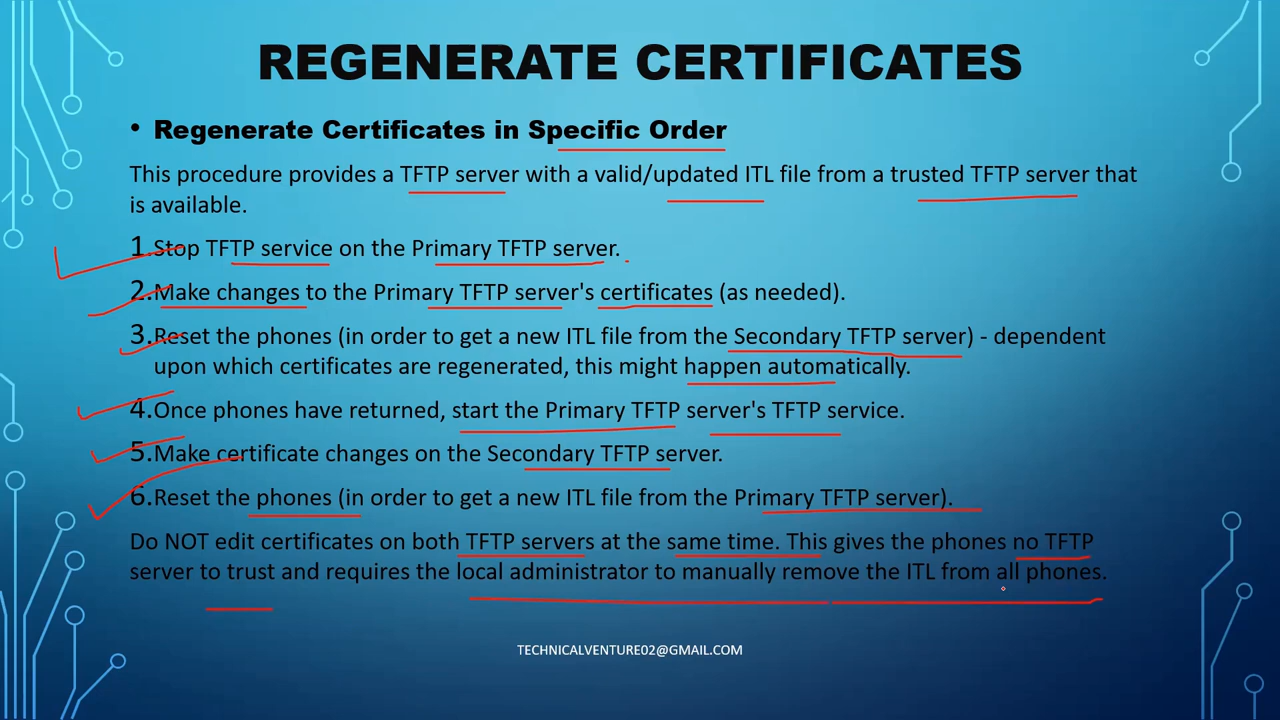 REGENERATE CERTIFICATES
• Regenerate Certificates in Specific Order
This procedure provides a TFTP server with a valid/updated ITL file from a trusted TFTP server that
is available.
1.Stop TFTP service on the Primary TFTP server.
2.Make changes to the Primary TFTP server's certificates (as needed).
3.Reset the phones (in order to get a new ITL file from the Secondary TFTP server) - dependent
upon which certificates are regenerated, this might happen automatically.
4.Once phones have returned, start the Primary TFTP server's TFTP service.
5.Make certificate changes on the Secondary TFTP server.
6.Reset the phones (in order to get a new ITL file from the Primary TFTP server).
Do NOT edit certificates on both TFTP servers at the same time. This gives the phones no TFTP
server to trust and requires the local administrator to manually remove the ITL from all phones.
TECHNICALVENTURE02@GMAIL.COM